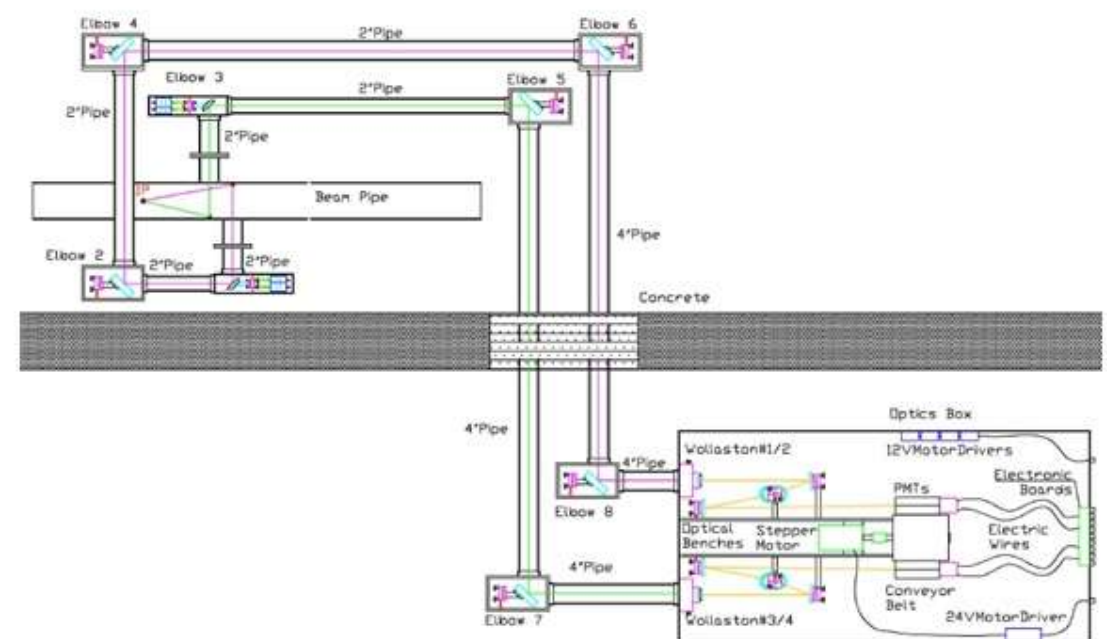 Elbow 4
Elbow 6
2"Pipe
Elbow 3
Elbow 5
2"Pipe
2"Pipe
2"Pipe
IP
Beam Pipe
4"Pipe
Elbow 2
2"Pipe
2"Pipe
Concrete
Optics Box
4"Pipe
Wollaston#1/2
12VMotorDrivers
4"Pipe
Electronic
Boards
PMTs
Elbow 8
Optical
Benches
Stepper
Motor
Electric
Wires
4"Pipe
Conveyor
Belt
Elbow 7
Wollaston#3/4
24VMotorDriver